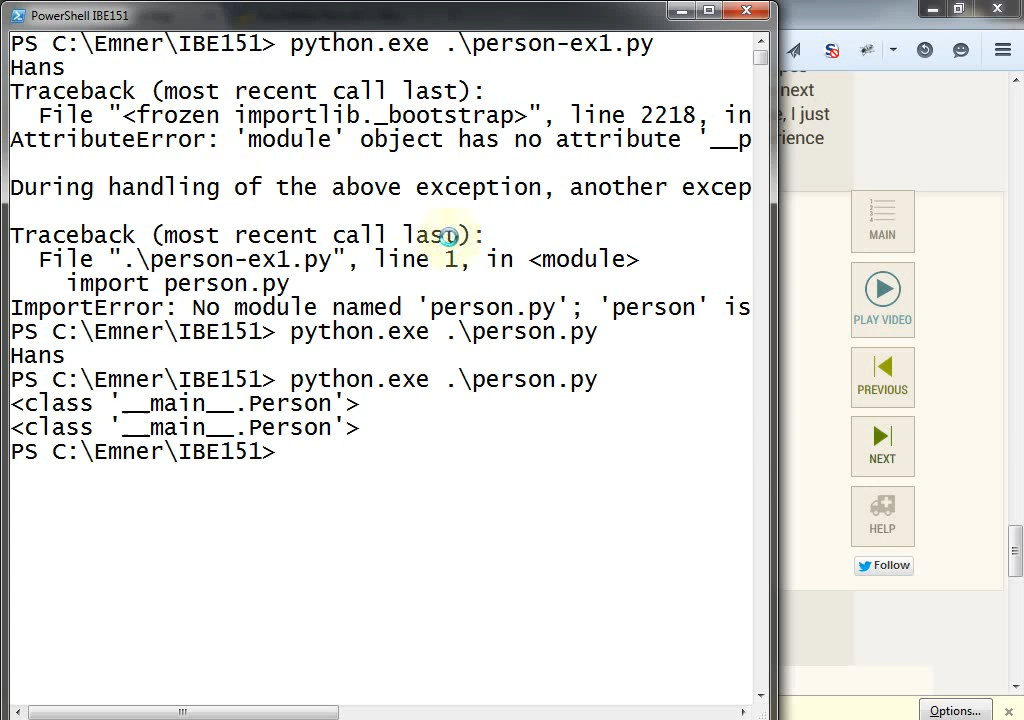 PowerShell IBE151
PS C:\Emner\IBE151> python.exe .\person-ex1.py
Hans
Traceback (most recent call last):
  File "<frozen importlib._bootstrap>", line 2218, in
AttributeError: 'module' object has no attribute '__p
During handling of the above exception, another excep
Traceback (most recent call last):
  File ".\person-ex1.py", line 1, in <module>
    import person.py
ImportError: No module named 'person.py'; 'person' is
PS C:\Emner\IBE151> python.exe .\person.py
Hans
PS C:\Emner\IBE151> python.exe .\person.py
<class '__main__.Person'>
<class '__main__.Person'>
PS C:\Emner\IBE151>
next
, I just
rience
MAIN
PLAY VIDEO
PREVIOUS
NEXT
HELP
Follow
Options...